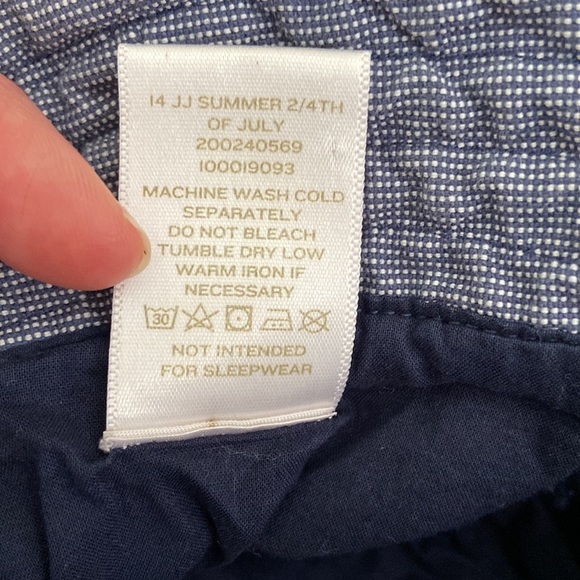 14 JJ SUMMER 2/4TH
OF JULY
200240569
100019093
MACHINE WASH COLD
SEPARATELY
DO NOT BLEACH
TUMBLE DRY LOW
WARM IRON IF
NECESSARY
30
NOT INTENDED
FOR SLEEPWEAR